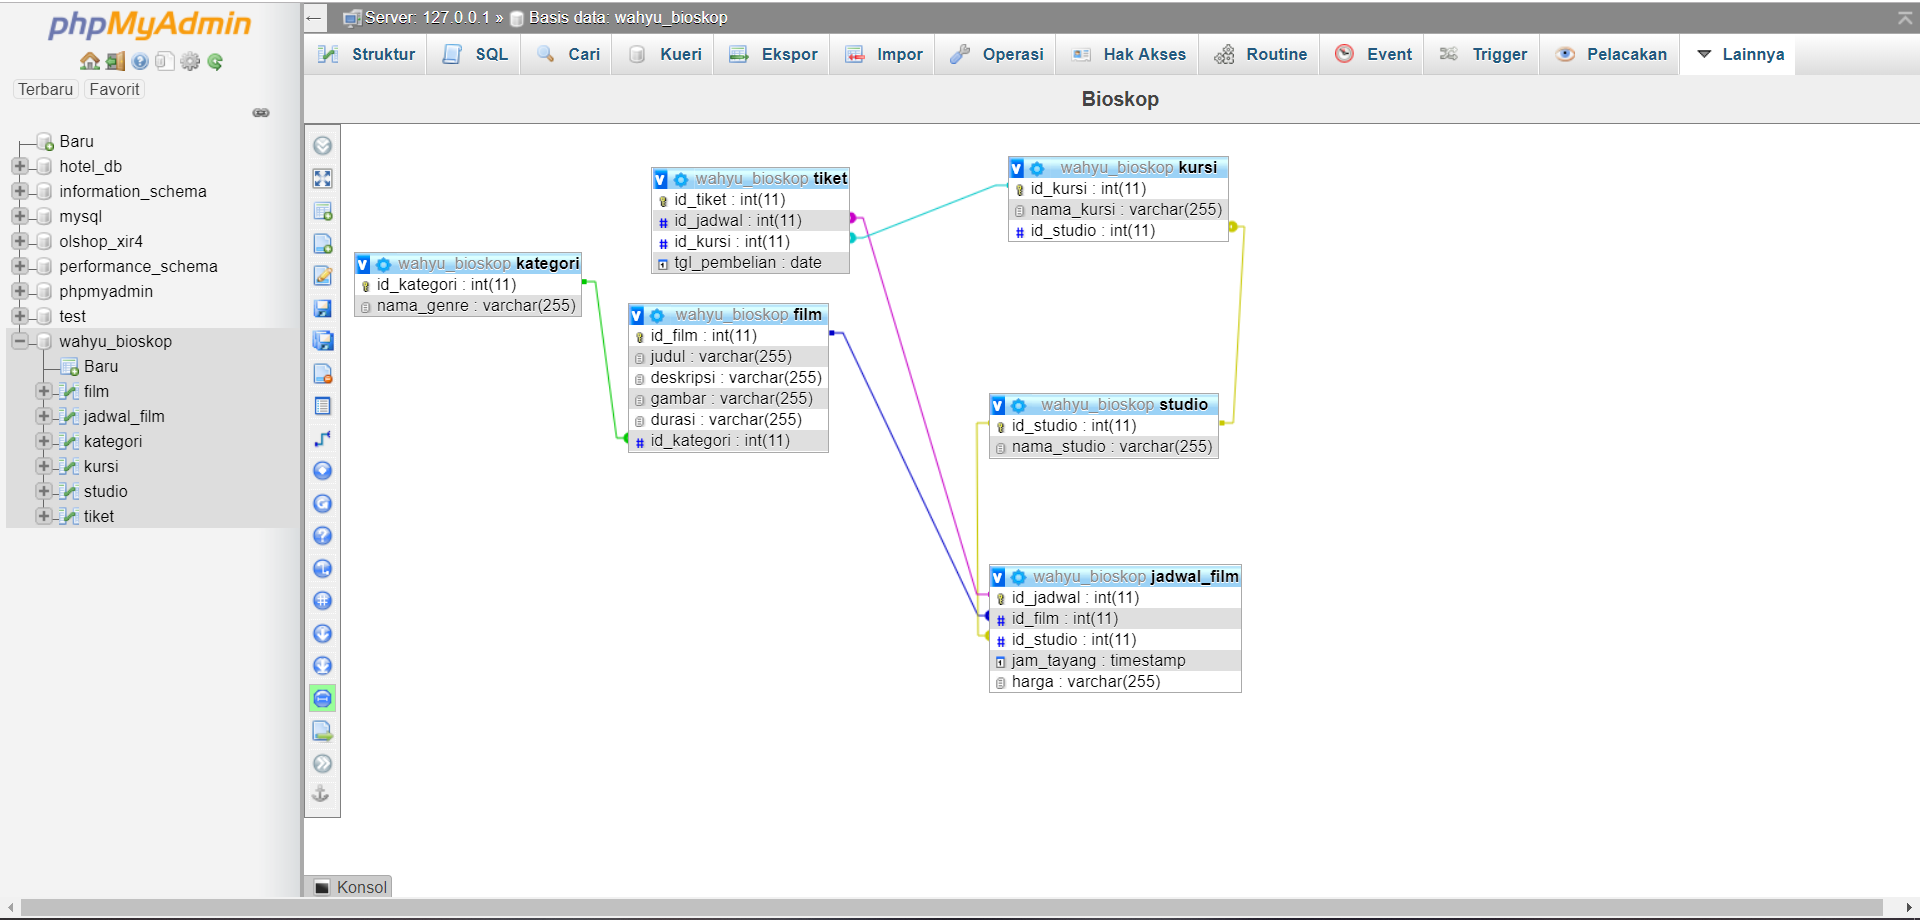 phpMyAdmin
Terbaru Favorit
Baru
hotel_db
information_schema
mysql
olshop_xir4
performance_schema
phpmyadmin
test
wahyu_bioskop
Baru
film
jadwal_film
kategori
kursi
studio
tiket
Server: 127.0.0.1 » Basis data: wahyu_bioskop
Struktur SQL Cari Kueri Ekspor Impor Operasi Hak Akses Routine Event Trigger Pelacakan Lainnya
Bioskop
v wahyu_bioskop tiket
id_tiket : int(11)
# id_jadwal : int(11)
# id_kursi : int(11)
tgl_pembelian : date
v wahyu_bioskop kursi
id_kursi : int(11)
nama_kursi : varchar(255)
# id_studio : int(11)
v wahyu_bioskop kategori
id_kategori : int(11)
nama_genre : varchar(255)
v wahyu_bioskop film
id_film : int(11)
judul : varchar(255)
deskripsi : varchar(255)
gambar : varchar(255)
durasi : varchar(255)
# id_kategori : int(11)
v wahyu_bioskop studio
id_studio : int(11)
nama_studio : varchar(255)
v wahyu_bioskop jadwal_film
id_jadwal : int(11)
# id_film : int(11)
# id_studio : int(11)
jam_tayang : timestamp
harga : varchar(255)
Konsol